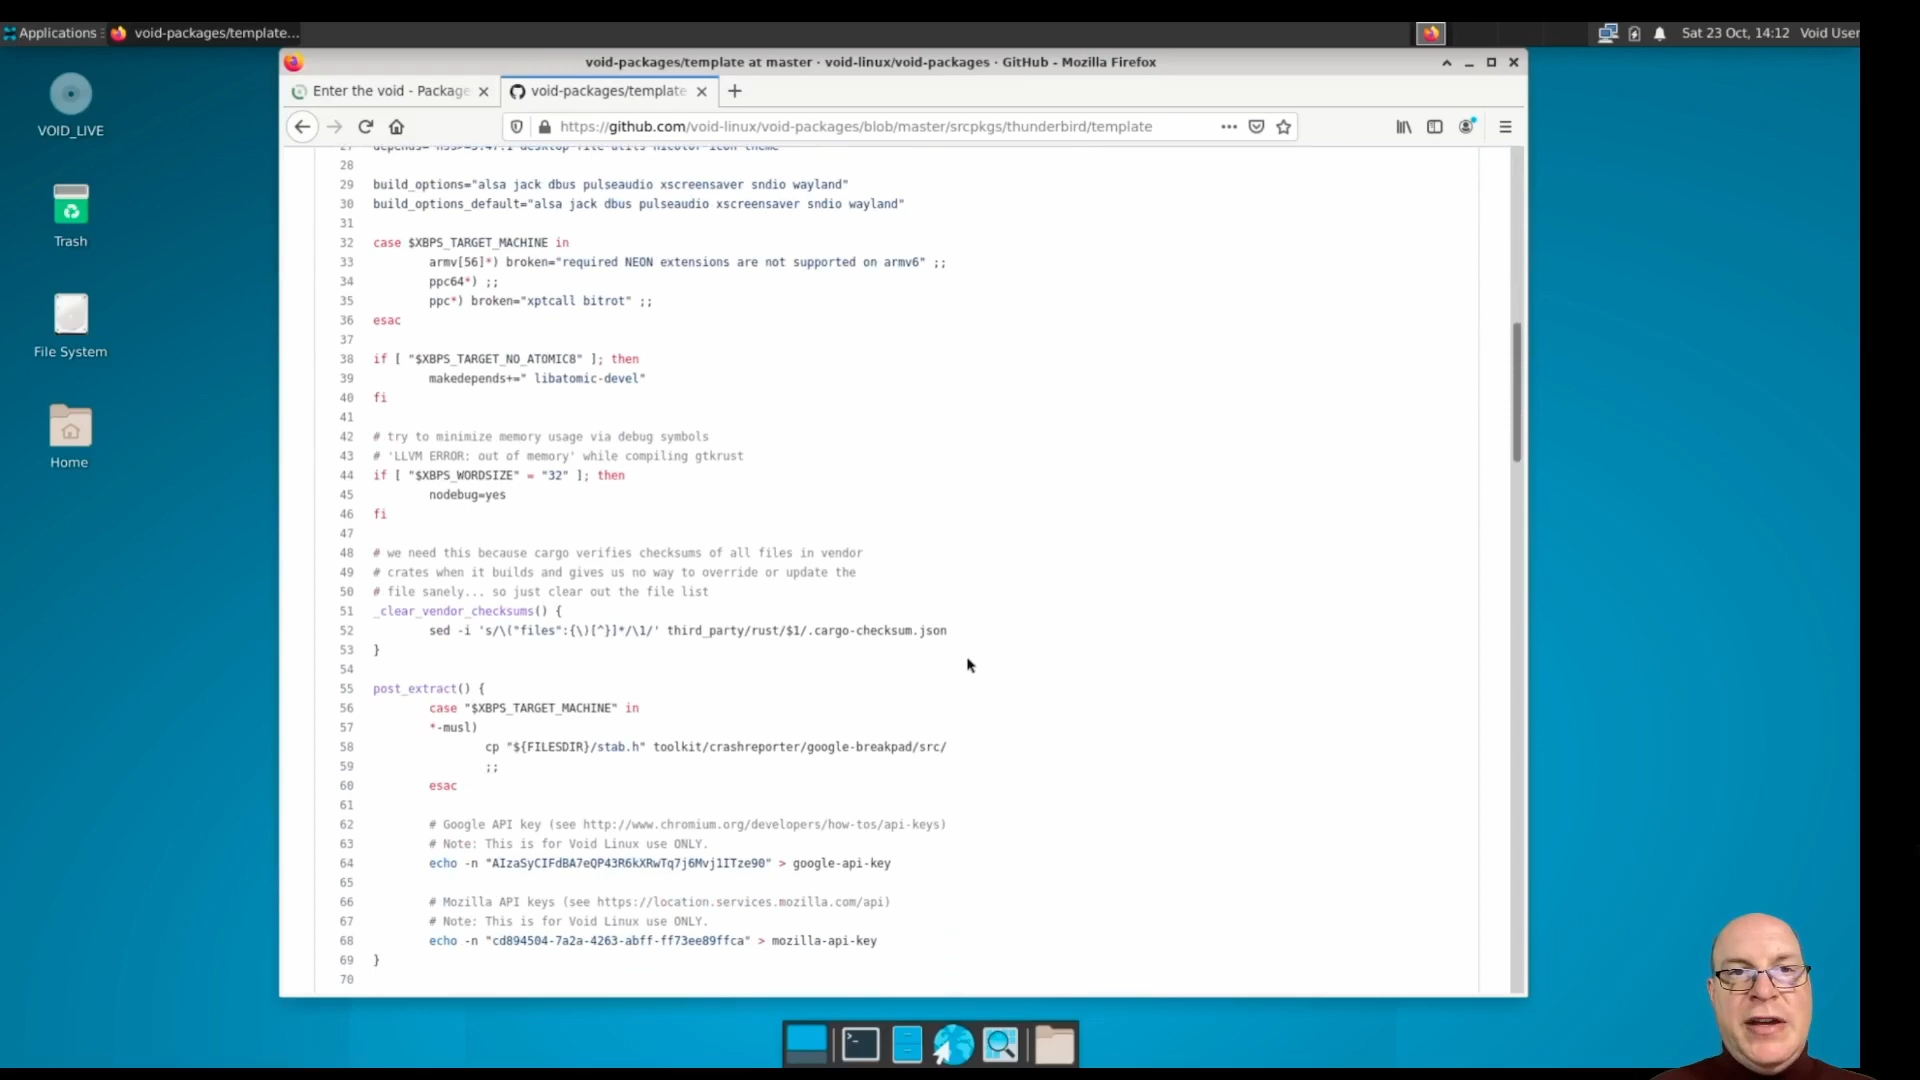 Applications
void-packages/template...
Sat 23 Oct, 14:12
Void User
VOID_LIVE
Trash
File System
Home
void-packages/template at master · void-linux/void-packages · GitHub - Mozilla Firefox
Enter the void - Package
void-packages/template
https://github.com/void-linux/void-packages/blob/master/srcpkgs/thunderbird/template
27 depends="nss>=3.47.1 desktop-file-utils hicolor-icon-theme"
28
29 build_options="alsa jack dbus pulseaudio xscreensaver sndio wayland"
30 build_options_default="alsa jack dbus pulseaudio xscreensaver sndio wayland"
31
32 case $XBPS_TARGET_MACHINE in
33 armv[56]*) broken="required NEON extensions are not supported on armv6" ;;
34 ppc64*) ;;
35 ppc*) broken="xptcall bitrot" ;;
36 esac
37
38 if [ "$XBPS_TARGET_NO_ATOMIC8" ]; then
39 makedepends+=" libatomic-devel"
40 fi
41
42 # try to minimize memory usage via debug symbols
43 # 'LLVM ERROR: out of memory' while compiling gtkrust
44 if [ "$XBPS_WORDSIZE" = "32" ]; then
45 nodebug=yes
46 fi
47
48 # we need this because cargo verifies checksums of all files in vendor
49 # crates when it builds and gives us no way to override or update the
50 # file sanely... so just clear out the file list
51 _clear_vendor_checksums() {
52 sed -i 's/\("files":{\)[^}]*/\1/' third_party/rust/$1/.cargo-checksum.json
53 }
54
55 post_extract() {
56 case "$XBPS_TARGET_MACHINE" in
57 *-musl)
58 cp "${FILESDIR}/stab.h" toolkit/crashreporter/google-breakpad/src/
59 ;;
60 esac
61
62 # Google API key (see http://www.chromium.org/developers/how-tos/api-keys)
63 # Note: This is for Void Linux use ONLY.
64 echo -n "AIzaSyCIFdBA7eQP43R6kXRwTq7j6Mvj1ITze90" > google-api-key
65
66 # Mozilla API keys (see https://location.services.mozilla.com/api)
67 # Note: This is for Void Linux use ONLY.
68 echo -n "cd894504-7a2a-4263-abff-ff73ee89ffca" > mozilla-api-key
69 }
70